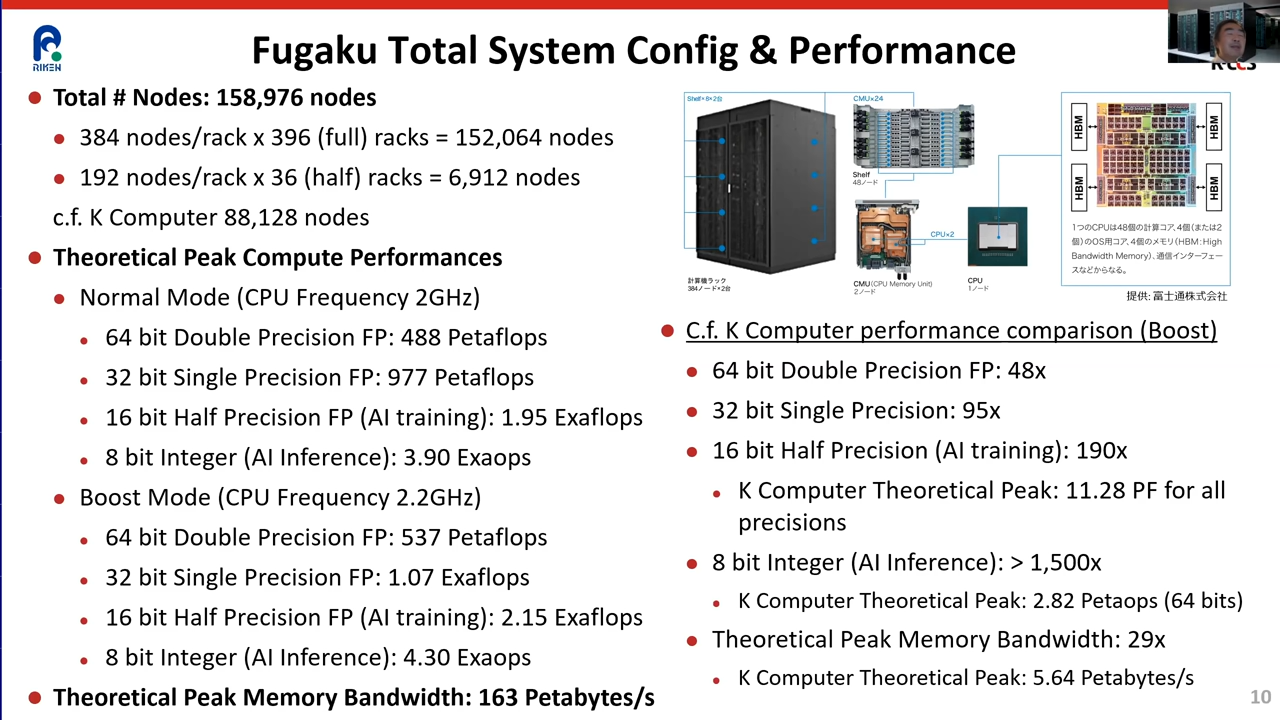 RIKEN
Fugaku Total System Config & Performance
Total # Nodes: 158,976 nodes
384 nodes/rack x 396 (full) racks = 152,064 nodes
192 nodes/rack x 36 (half) racks = 6,912 nodes
c.f. K Computer 88,128 nodes
Theoretical Peak Compute Performances
Normal Mode (CPU Frequency 2GHz)
64 bit Double Precision FP: 488 Petaflops
32 bit Single Precision FP: 977 Petaflops
16 bit Half Precision FP (AI training): 1.95 Exaflops
8 bit Integer (AI Inference): 3.90 Exaops
Boost Mode (CPU Frequency 2.2GHz)
64 bit Double Precision FP: 537 Petaflops
32 bit Single Precision FP: 1.07 Exaflops
16 bit Half Precision FP (AI training): 2.15 Exaflops
8 bit Integer (AI Inference): 4.30 Exaops
Theoretical Peak Memory Bandwidth: 163 Petabytes/s
Shelf×8×2台
計算機ラック
384ノード×2台
CMU×24
Shelf
48ノード
CMU (CPU Memory Unit)
2ノード
CPU×2
CPU
1ノード
HBM
HBM
HBM
HBM
1つのCPUは48個の計算コア、4個(または2
個)のOS用コア、4個のメモリ(HBM:High
Bandwidth Memory)、通信インターフェー
スなどからなる。
提供: 富士通株式会社
C.f. K Computer performance comparison (Boost)
64 bit Double Precision FP: 48x
32 bit Single Precision: 95x
16 bit Half Precision (AI training): 190x
K Computer Theoretical Peak: 11.28 PF for all
precisions
8 bit Integer (AI Inference): > 1,500x
K Computer Theoretical Peak: 2.82 Petaops (64 bits)
Theoretical Peak Memory Bandwidth: 29x
K Computer Theoretical Peak: 5.64 Petabytes/s
10